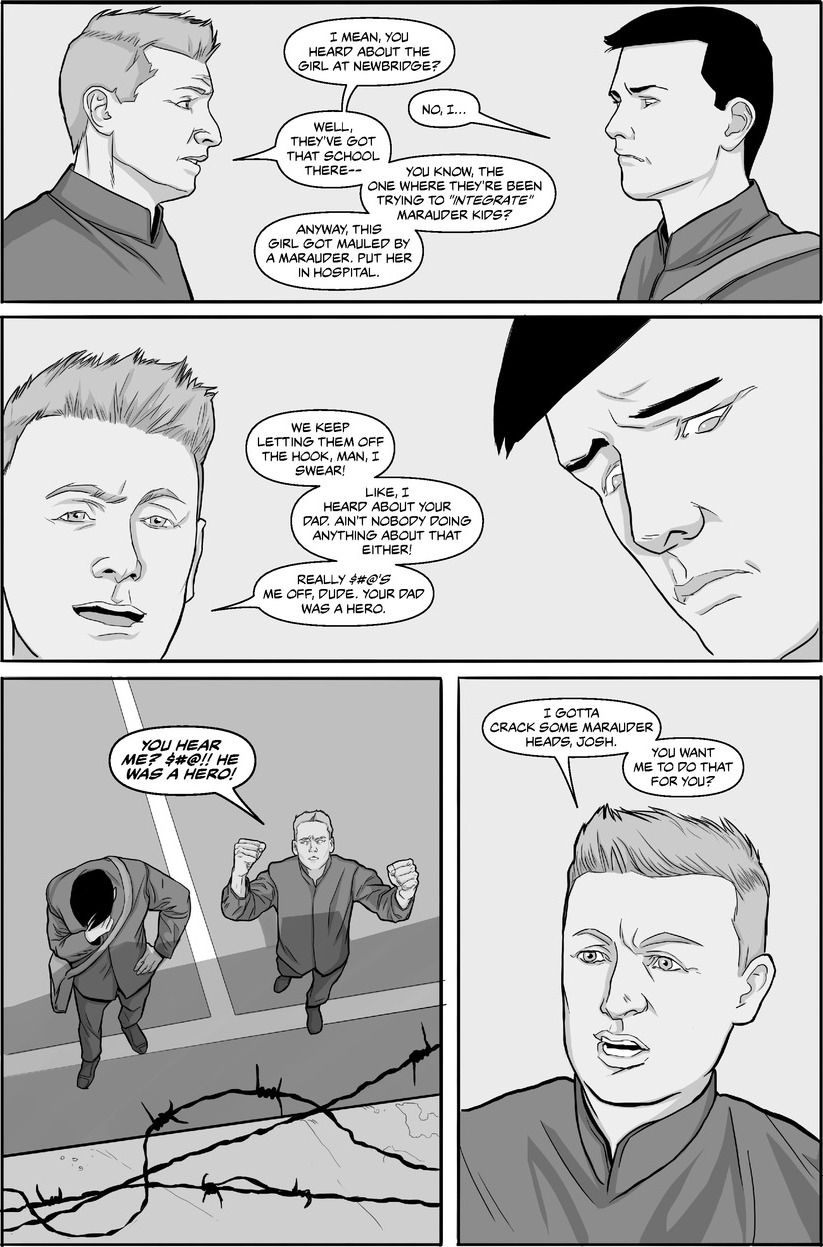 I MEAN, YOU
HEARD ABOUT THE
GIRL AT NEWBRIDGE?
NO, I...
WELL,
THEY'VE GOT
THAT SCHOOL
THERE--
YOU KNOW, THE
ONE WHERE THEY'RE BEEN
TRYING TO "INTEGRATE"
MARAUDER KIDS?
ANYWAY, THIS
GIRL GOT MAULED BY
A MARAUDER. PUT HER
IN HOSPITAL.
WE KEEP
LETTING THEM OFF
THE HOOK, MAN, I
SWEAR!
LIKE, I
HEARD ABOUT YOUR
DAD. AIN'T NOBODY DOING
ANYTHING ABOUT THAT
EITHER!
REALLY $#@'S
ME OFF, DUDE. YOUR DAD
WAS A HERO.
YOU HEAR
ME? $#@!! HE
WAS A HERO!
I GOTTA
CRACK SOME MARAUDER
HEADS, JOSH.
YOU WANT
ME TO DO THAT
FOR YOU?